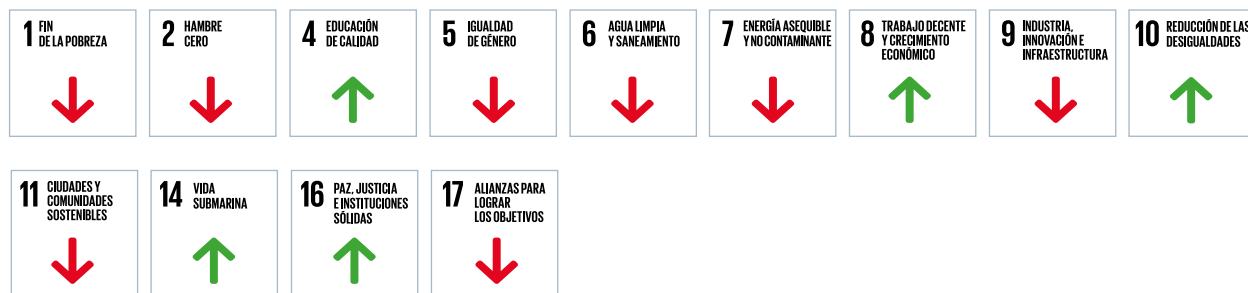 1 FIN
DE LA POBREZA
2 HAMBRE
CERO
4 EDUCACIÓN
DE CALIDAD
5 IGUALDAD
DE GÉNERO
6 AGUA LIMPIA
Y SANEAMIENTO
7 ENERGÍA ASEQUIBLE
Y NO CONTAMINANTE
8 TRABAJO DECENTE
Y CRECIMIENTO
ECONÓMICO
9 INDUSTRIA,
INNOVACIÓN E
INFRAESTRUCTURA
10 REDUCCIÓN DE LAS
DESIGUALDADES
11 CIUDADES Y
COMUNIDADES
SOSTENIBLES
14 VIDA
SUBMARINA
16 PAZ, JUSTICIA
E INSTITUCIONES
SÓLIDAS
17 ALIANZAS PARA
LOGRAR
LOS OBJETIVOS